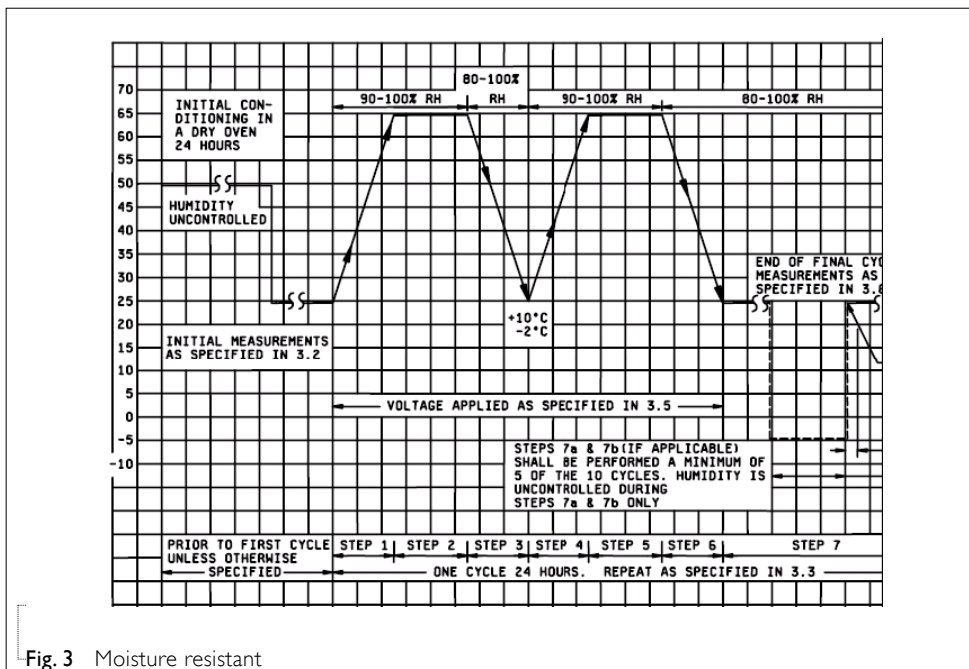 80-100%
70
90-100% RH
RH
90-100% RH
80-100% RH
65
60
55
50
45
40
35
30
25
20
15
10
5
0
-5
-10
INITIAL CON-
DITIONING IN
A DRY OVEN
24 HOURS
HUMIDITY
UNCONTROLLED
END OF FINAL CYC
MEASUREMENTS AS
SPECIFIED IN 3.8
+10°C
-2°C
INITIAL MEASUREMENTS
AS SPECIFIED IN 3.2
VOLTAGE APPLIED AS SPECIFIED IN 3.5
STEPS 7a & 7b(IF APPLICABLE)
SHALL BE PERFORMED A MINIMUM OF
5 OF THE 10 CYCLES. HUMIDITY IS
UNCONTROLLED DURING
STEPS 7a & 7b ONLY
PRIOR TO FIRST CYCLE
UNLESS OTHERWISE
SPECIFIED
STEP 1
STEP 2
STEP 3
STEP 4
STEP 5
STEP 6
STEP 7
ONE CYCLE 24 HOURS. REPEAT AS SPECIFIED IN 3.3
Fig. 3 Moisture resistant